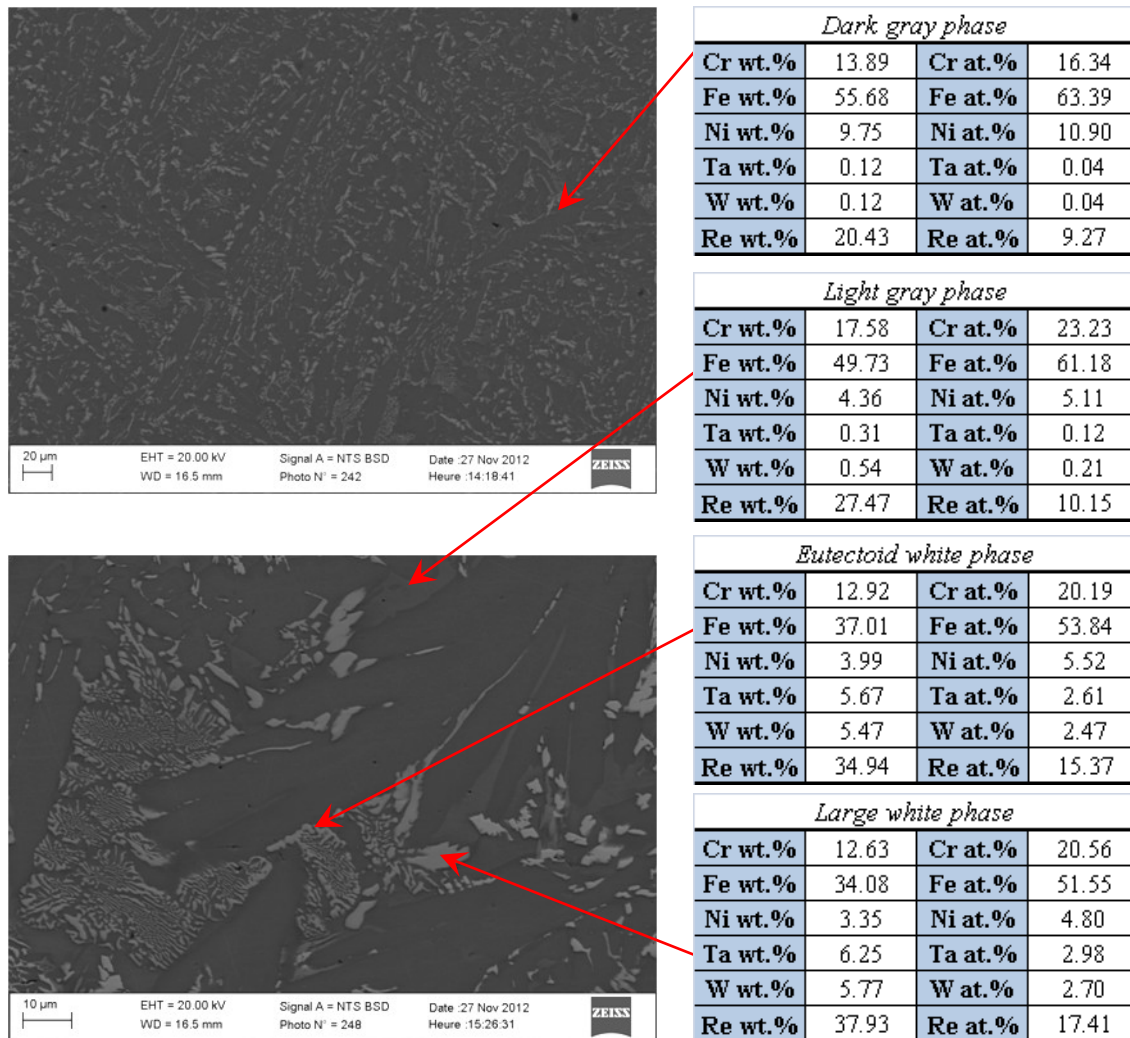 Dark gray phase
Cr wt.% 13.89 Cr at.% 16.34
Fe wt.% 55.68 Fe at.% 63.39
Ni wt.% 9.75 Ni at.% 10.90
Ta wt.% 0.12 Ta at.% 0.04
W wt.% 0.12 W at.% 0.04
Re wt.% 20.43 Re at.% 9.27
Light gray phase
Cr wt.% 17.58 Cr at.% 23.23
Fe wt.% 49.73 Fe at.% 61.18
Ni wt.% 4.36 Ni at.% 5.11
Ta wt.% 0.31 Ta at.% 0.12
W wt.% 0.54 W at.% 0.21
Re wt.% 27.47 Re at.% 10.15
20 µm
EHT = 20.00 kV
WD = 16.5 mm
Signal A = NTS BSD
Photo N° = 242
Date :27 Nov 2012
Heure :14:18:41
ZEISS
Eutectoid white phase
Cr wt.% 12.92 Cr at.% 20.19
Fe wt.% 37.01 Fe at.% 53.84
Ni wt.% 3.99 Ni at.% 5.52
Ta wt.% 5.67 Ta at.% 2.61
W wt.% 5.47 W at.% 2.47
Re wt.% 34.94 Re at.% 15.37
Large white phase
Cr wt.% 12.63 Cr at.% 20.56
Fe wt.% 34.08 Fe at.% 51.55
Ni wt.% 3.35 Ni at.% 4.80
Ta wt.% 6.25 Ta at.% 2.98
W wt.% 5.77 W at.% 2.70
Re wt.% 37.93 Re at.% 17.41
10 µm
EHT = 20.00 kV
WD = 16.5 mm
Signal A = NTS BSD
Photo N° = 248
Date :27 Nov 2012
Heure :15:26:31
ZEISS